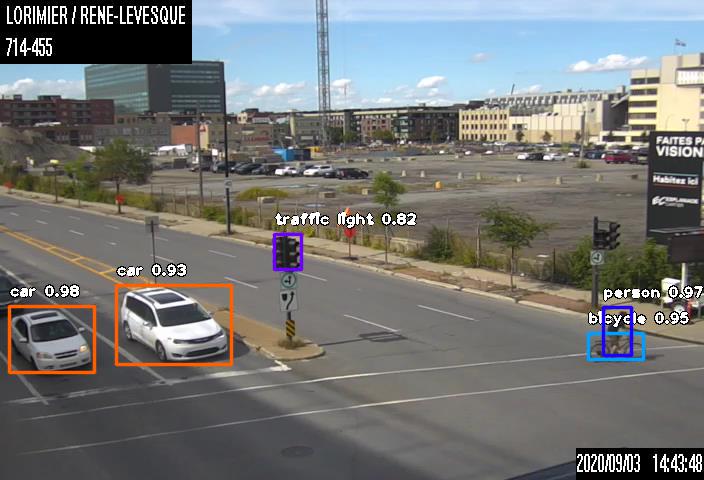 LORIMIER / RENE-LEVESQUE
714-455
FAITES P
VISION
Habitez ici
ESPLANADE
traffic light 0.82
car 0.93
car 0.98
person 0.97
bicycle 0.95
2020/09/03 14:43:48